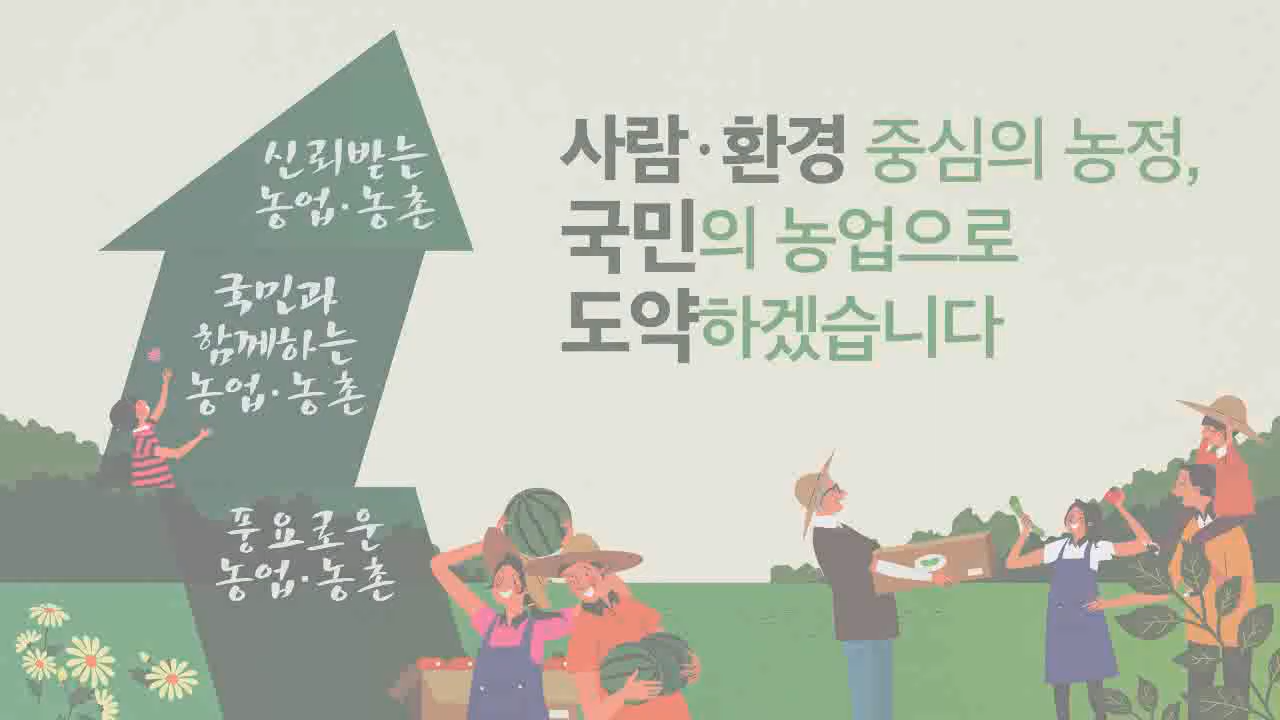 신뢰받는
농업·농촌
국민과
함께하는
농업·농촌
풍요로운
농업·농촌
사람·환경 중심의 농정,
국민의 농업으로
도약하겠습니다